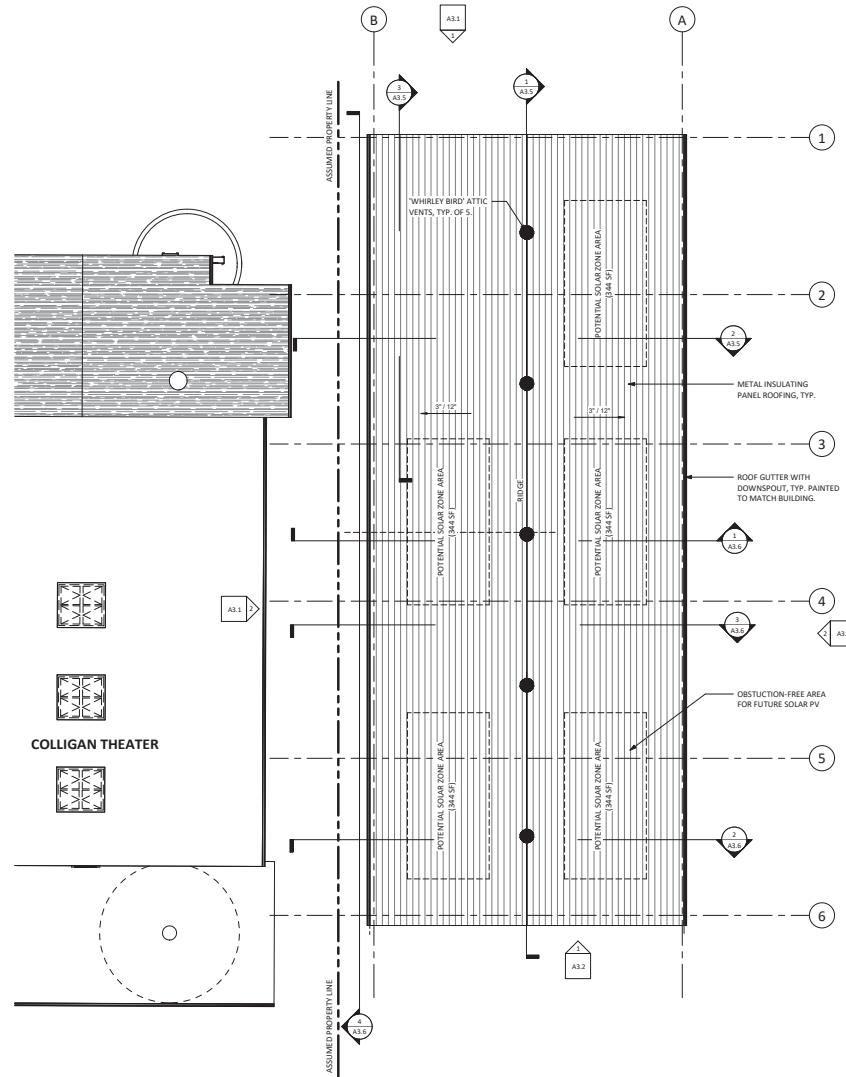 B
A3.1
1
A
3
A3.5
1
A3.5
ASSUMED PROPERTY LINE
1
'WHIRLEY BIRD' ATTIC
VENTS, TYP. OF 5.
POTENTIAL SOLAR ZONE AREA
(344 SF)
2
2
A3.5
METAL INSULATING
PANEL ROOFING, TYP.
3" / 12"
3" / 12"
3
POTENTIAL SOLAR ZONE AREA
(344 SF)
RIDGE
POTENTIAL SOLAR ZONE AREA
(344 SF)
ROOF GUTTER WITH
DOWNSPOUT, TYP. PAINTED
TO MATCH BUILDING.
1
A3.6
A3.1
2
4
3
A3.6
2
A3.
OBSTUCTION-FREE AREA
FOR FUTURE SOLAR PV
COLLIGAN THEATER
POTENTIAL SOLAR ZONE AREA
(344 SF)
POTENTIAL SOLAR ZONE AREA
(344 SF)
5
2
A3.6
6
1
A3.2
ASSUMED PROPERTY LINE
4
A3.6